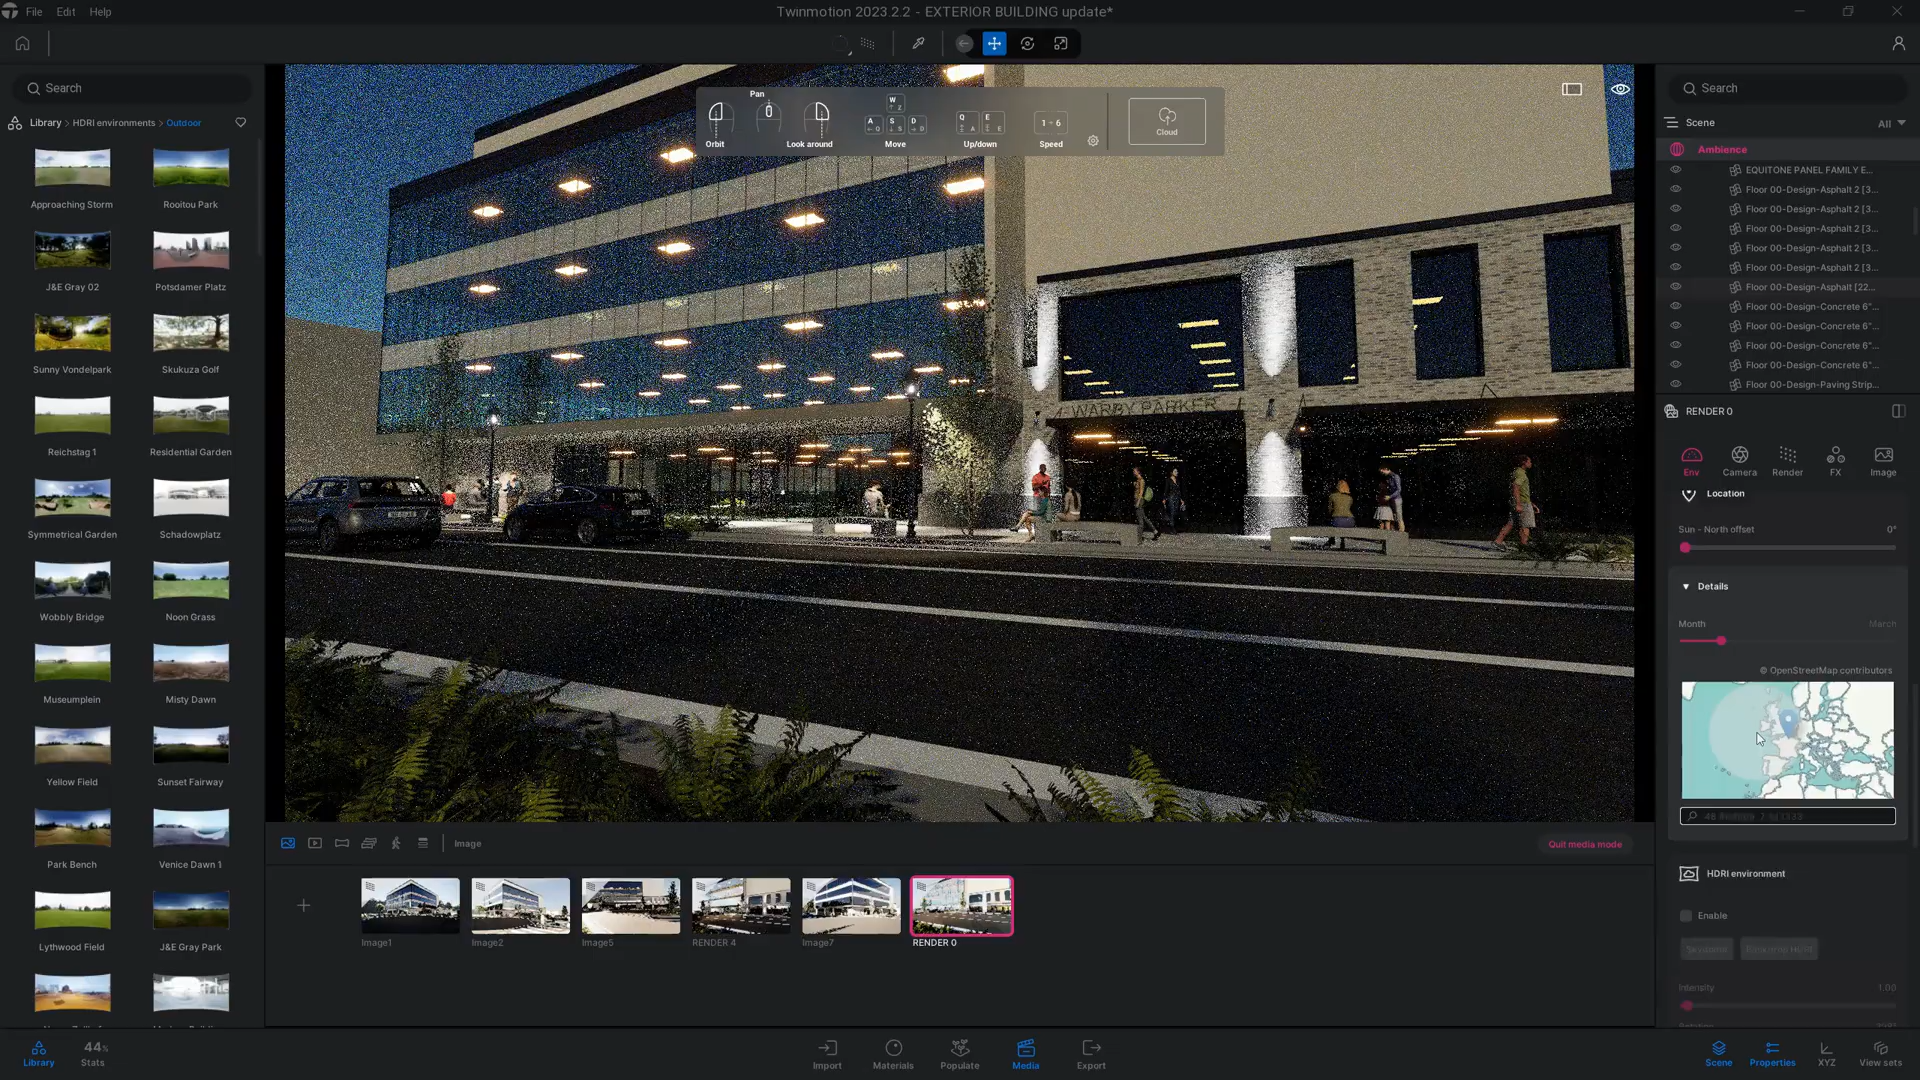 File Edit Help
Twinmotion 2023.2.2 - EXTERIOR BUILDING update*
Search
Library > HDRI environments > Outdoor
Approaching Storm
Rooitou Park
J&E Gray 02
Potsdamer Platz
Sunny Vondelpark
Skukuza Golf
Reichstag 1
Residential Garden
Symmetrical Garden
Schadowplatz
Wobbly Bridge
Noon Grass
Museumplein
Misty Dawn
Yellow Field
Sunset Fairway
Park Bench
Venice Dawn 1
Lythwood Field
J&E Gray Park
Library
44%
Stats
Pan
Orbit
Look around
W
Z
A
Q
S
S
D
D
Move
Q
A
E
E
Up/down
1 - 6
Speed
Cloud
WARBY PARKER
Image
Quit media mode
Image1
Image2
Image5
RENDER 4
Image7
RENDER 0
Import
Materials
Populate
Media
Export
Search
Scene
All
Ambience
EQUITONE PANEL FAMILY E...
Floor 00-Design-Asphalt 2 [3...
Floor 00-Design-Asphalt 2 [3...
Floor 00-Design-Asphalt 2 [3...
Floor 00-Design-Asphalt 2 [3...
Floor 00-Design-Asphalt 2 [3...
Floor 00-Design-Asphalt [22...
Floor 00-Design-Concrete 6"...
Floor 00-Design-Concrete 6"...
Floor 00-Design-Concrete 6"...
Floor 00-Design-Concrete 6"...
Floor 00-Design-Paving Strip...
RENDER 0
Env
Camera
Render
FX
Image
Location
Sun - North offset
0°
Details
Month
March
© OpenStreetMap contributors
HDRI environment
Enable
Intensity
1.00
Scene
Properties
XYZ
View sets